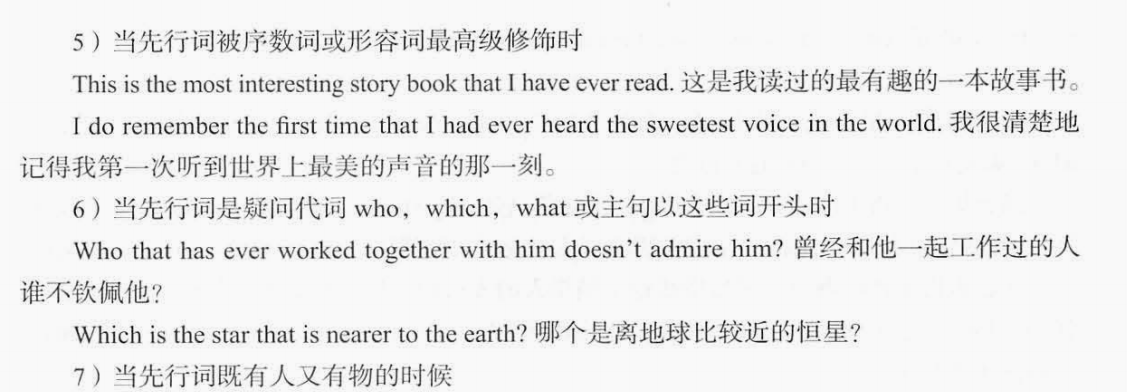 5）当先行词被序数词或形容词最高级修饰时
This is the most interesting story book that I have ever read. 这是我读过的最有趣的一本故事书。
I do remember the first time that I had ever heard the sweetest voice in the world. 我很清楚地
记得我第一次听到世界上最美的声音的那一刻。
6）当先行词是疑问代词 who，which，what 或主句以这些词开头时
Who that has ever worked together with him doesn't admire him? 曾经和他一起工作过的人
谁不钦佩他?
Which is the star that is nearer to the earth? 哪个是离地球比较近的恒星?
7）当先行词既有人又有物的时候